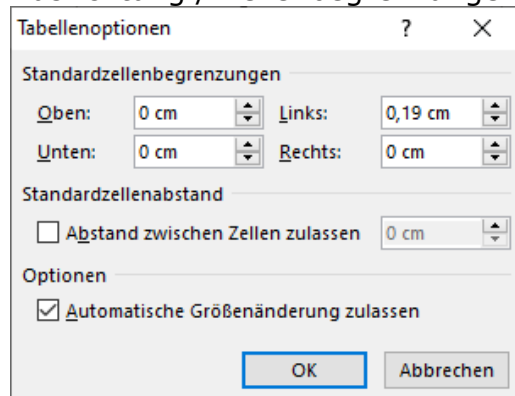 Tabellenoptionen ?
Standardzellenbegrenzungen
Oben: 0 cm Links: 0,19 cm
Unten: 0 cm Rechts: 0 cm
Standardzellenabstand
Abstand zwischen Zellen zulassen 0 cm
Optionen
Automatische Größenänderung zulassen
OK Abbrechen